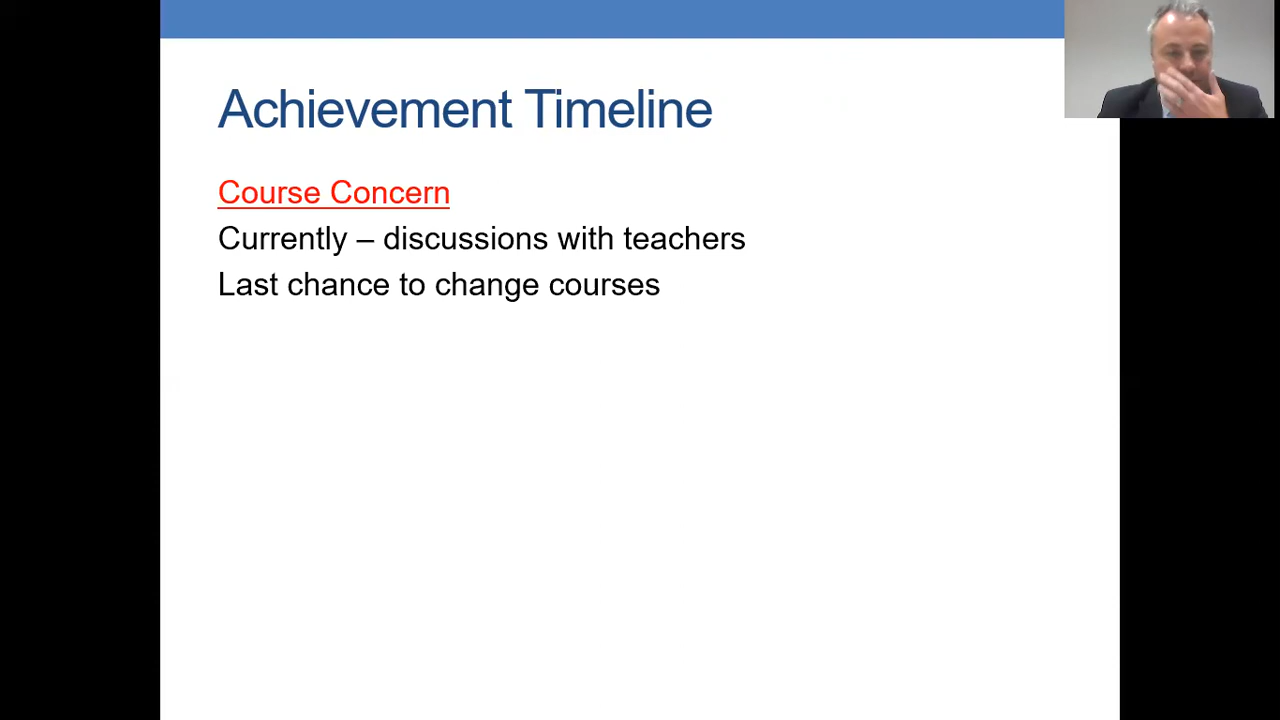 Achievement Timeline
Course Concern
Currently – discussions with teachers
Last chance to change courses